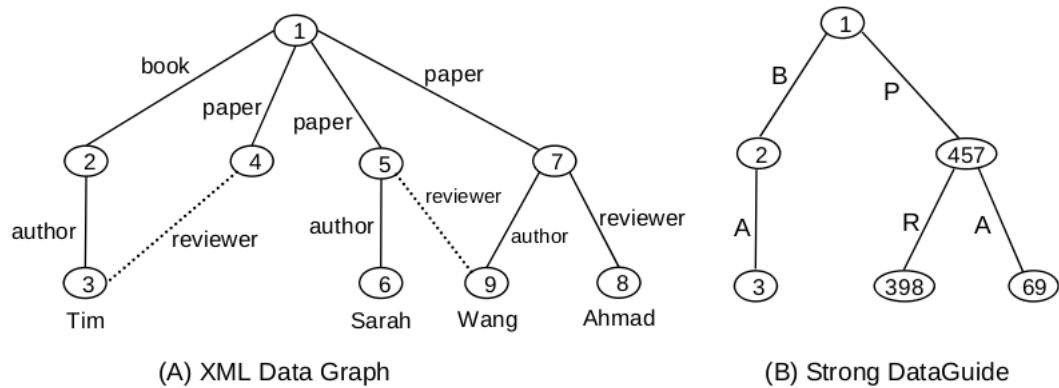 1
1
book
paper
B
P
paper
paper
2
4
5
7
2
457
reviewer
author
reviewer
author
author
reviewer
A
R
A
3
6
9
8
3
398
69
Tim
Sarah
Wang
Ahmad
(A) XML Data Graph
(B) Strong DataGuide